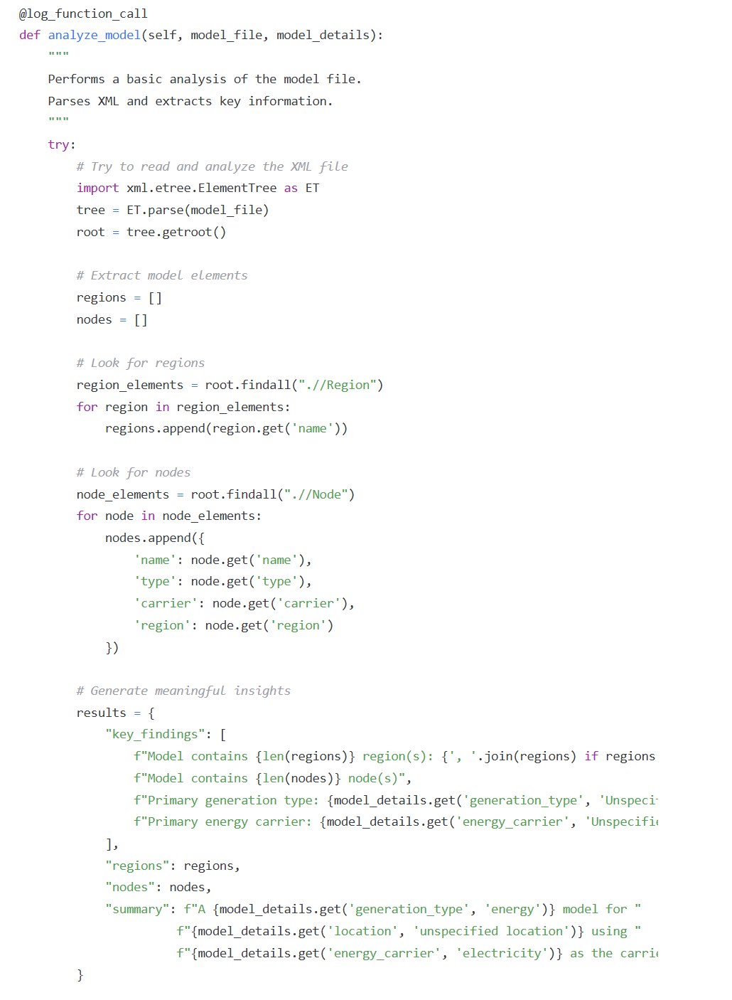 @log_function_call
def analyze_model(self, model_file, model_details):
    """
    Performs a basic analysis of the model file.
    Parses XML and extracts key information.
    """
    try:
        # Try to read and analyze the XML file
        import xml.etree.ElementTree as ET
        tree = ET.parse(model_file)
        root = tree.getroot()

        # Extract model elements
        regions = []
        nodes = []

        # Look for regions
        region_elements = root.findall(".//Region")
        for region in region_elements:
            regions.append(region.get('name'))

        # Look for nodes
        node_elements = root.findall(".//Node")
        for node in node_elements:
            nodes.append({
                'name': node.get('name'),
                'type': node.get('type'),
                'carrier': node.get('carrier'),
                'region': node.get('region')
            })

        # Generate meaningful insights
        results = {
            "key_findings": [
                f"Model contains {len(regions)} region(s): {', '.join(regions) if regions
                f"Model contains {len(nodes)} node(s)",
                f"Primary generation type: {model_details.get('generation_type', 'Unspeci
                f"Primary energy carrier: {model_details.get('energy_carrier', 'Unspecifi
            ],
            "regions": regions,
            "nodes": nodes,
            "summary": f"A {model_details.get('generation_type', 'energy')} model for "
                      f"{model_details.get('location', 'unspecified location')} using "
                      f"{model_details.get('energy_carrier', 'electricity')} as the carri
        }